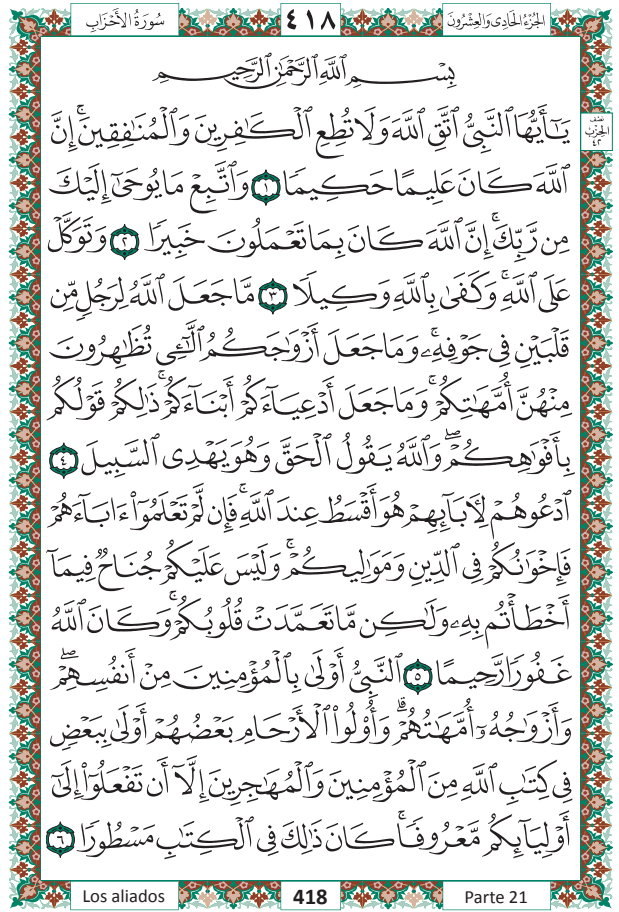 الجُزْءُ الحَادِى وَالعِشْرُونَ
٤١٨
سُورَةُ الأَحْزَابِ
بِسْمِ ٱللَّهِ ٱلرَّحْمَٰنِ ٱلرَّحِيمِ
يَٰٓأَيُّهَا ٱلنَّبِىُّ ٱتَّقِ ٱللَّهَ وَلَا تُطِعِ ٱلْكَٰفِرِينَ وَٱلْمُنَٰفِقِينَۚ إِنَّ
نصف الحزب ٤٢
ٱللَّهَ كَانَ عَلِيمًا حَكِيمًا ١ وَٱتَّبِعْ مَا يُوحَىٰٓ إِلَيْكَ
مِن رَّبِّكَۚ إِنَّ ٱللَّهَ كَانَ بِمَا تَعْمَلُونَ خَبِيرًا ٢ وَتَوَكَّلْ
عَلَى ٱللَّهِۚ وَكَفَىٰ بِٱللَّهِ وَكِيلًا ٣ مَّا جَعَلَ ٱللَّهُ لِرَجُلٍ مِّن
قَلْبَيْنِ فِى جَوْفِهِۦۚ وَمَا جَعَلَ أَزْوَٰجَكُمُ ٱلَّٰٓـِٔى تُظَٰهِرُونَ
مِنْهُنَّ أُمَّهَٰتِكُمْۚ وَمَا جَعَلَ أَدْعِيَآءَكُمْ أَبْنَآءَكُمْۚ ذَٰلِكُمْ قَوْلُكُم
بِأَفْوَٰهِكُمْۖ وَٱللَّهُ يَقُولُ ٱلْحَقَّ وَهُوَ يَهْدِى ٱلسَّبِيلَ ٤
ٱدْعُوهُمْ لِأٓبَآئِهِمْ هُوَ أَقْسَطُ عِندَ ٱللَّهِۚ فَإِن لَّمْ تَعْلَمُوٓا۟ ءَابَآءَهُمْ
فَإِخْوَٰنُكُمْ فِى ٱلدِّينِ وَمَوَٰلِيكُمْۚ وَلَيْسَ عَلَيْكُمْ جُنَاحٌ فِيمَآ
أَخْطَأْتُم بِهِۦ وَلَٰكِن مَّا تَعَمَّدَتْ قُلُوبُكُمْۚ وَكَانَ ٱللَّهُ
غَفُورًا رَّحِيمًا ٥ ٱلنَّبِىُّ أَوْلَىٰ بِٱلْمُؤْمِنِينَ مِنْ أَنفُسِهِمْۖ
وَأَزْوَٰجُهُۥٓ أُمَّهَٰتُهُمْۗ وَأُو۟لُوا۟ ٱلْأَرْحَامِ بَعْضُهُمْ أَوْلَىٰ بِبَعْضٍ
فِى كِتَٰبِ ٱللَّهِ مِنَ ٱلْمُؤْمِنِينَ وَٱلْمُهَٰجِرِينَ إِلَّآ أَن تَفْعَلُوٓا۟ إِلَىٰٓ
أَوْلِيَآئِكُم مَّعْرُوفًاۚ كَانَ ذَٰلِكَ فِى ٱلْكِتَٰبِ مَسْطُورًا ٦
Los aliados
418
Parte 21